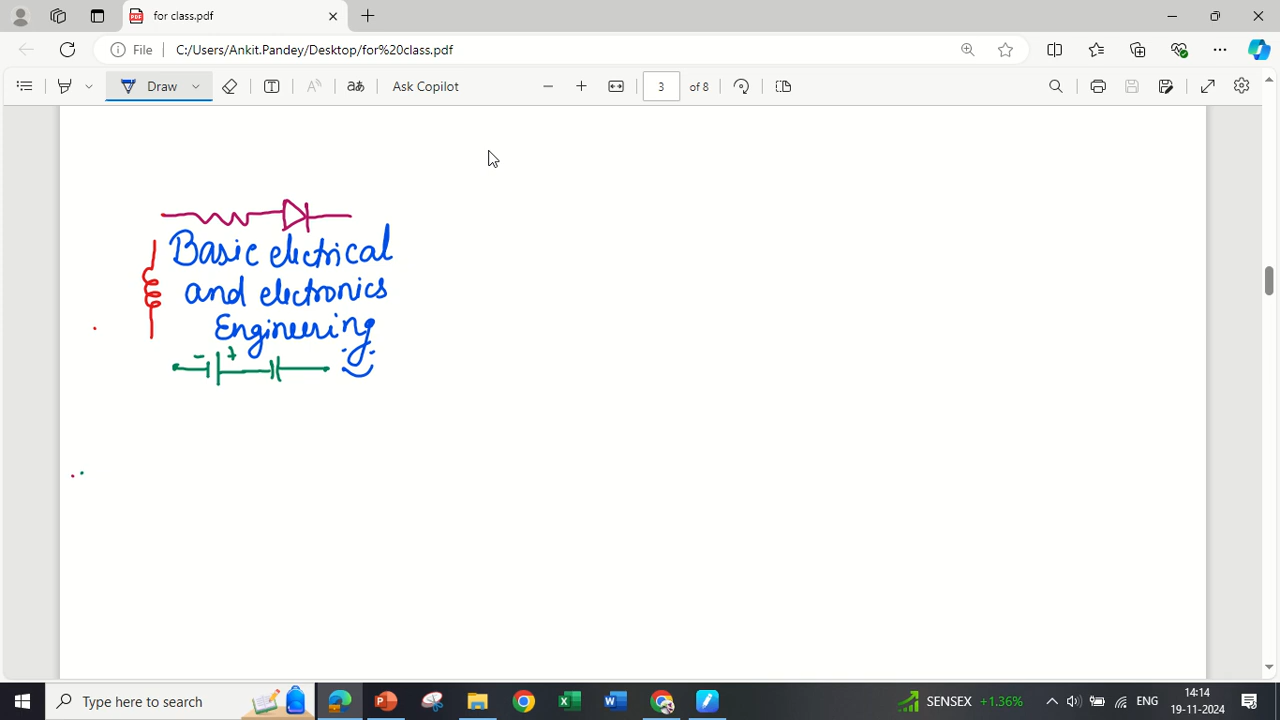 for class.pdf
File C:/Users/Ankit.Pandey/Desktop/for%20class.pdf
Draw Ask Copilot 3 of 8
Basic electrical
and electronics
Engineering
- +
Type here to search SENSEX +1.36% ENG 14:14
19-11-2024